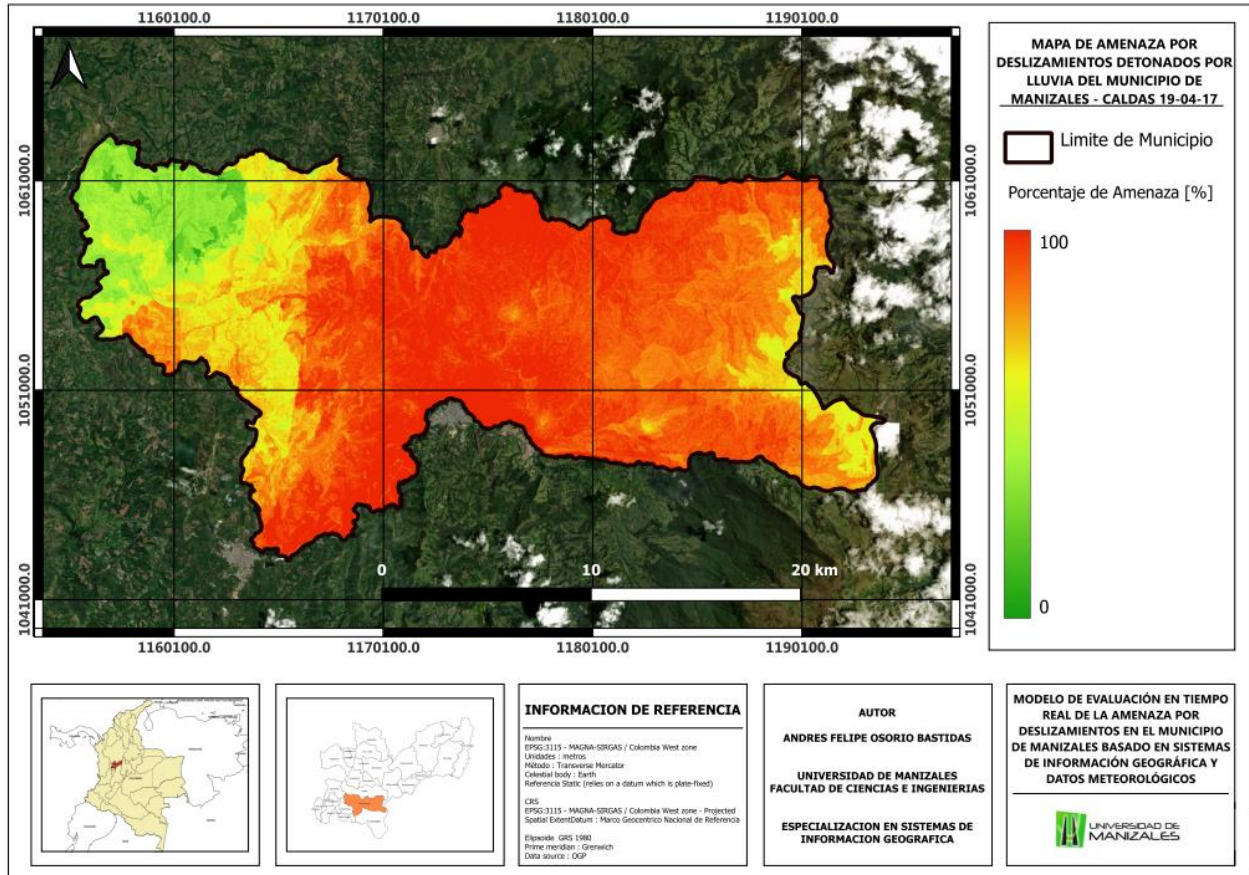 1160100.0 1170100.0 1180100.0 1190100.0
1061000.0
1051000.0
1041000.0
1061000.0
1051000.0
1041000.0
0 10 20 km
1160100.0 1170100.0 1180100.0 1190100.0
MAPA DE AMENAZA POR
DESLIZAMIENTOS DETONADOS POR
LLUVIA DEL MUNICIPIO DE
MANIZALES - CALDAS 19-04-17
Limite de Municipio
Porcentaje de Amenaza [%]
100
0
INFORMACION DE REFERENCIA
Nombre
EPSG:3115 - MAGNA-SIRGAS / Colombia West zone
Unidades : metros
Método : Transverse Mercator
Celestial body : Earth
Referencia Static (relies on a datum which is plate-fixed)
CRS
EPSG:3115 - MAGNA-SIRGAS / Colombia West zone - Projected
Spatial ExtentDatum : Marco Geocentrico Nacional de Referencia
Elipsoide GRS 1980
Prime meridian : Grenwich
Data source : OGP
AUTOR
ANDRES FELIPE OSORIO BASTIDAS
UNIVERSIDAD DE MANIZALES
FACULTAD DE CIENCIAS E INGENIERIAS
ESPECIALIZACION EN SISTEMAS DE
INFORMACION GEOGRAFICA
MODELO DE EVALUACIÓN EN TIEMPO
REAL DE LA AMENAZA POR
DESLIZAMIENTOS EN EL MUNICIPIO
DE MANIZALES BASADO EN SISTEMAS
DE INFORMACIÓN GEOGRÁFICA Y
DATOS METEOROLÓGICOS
UNIVERSIDAD DE
MANIZALES